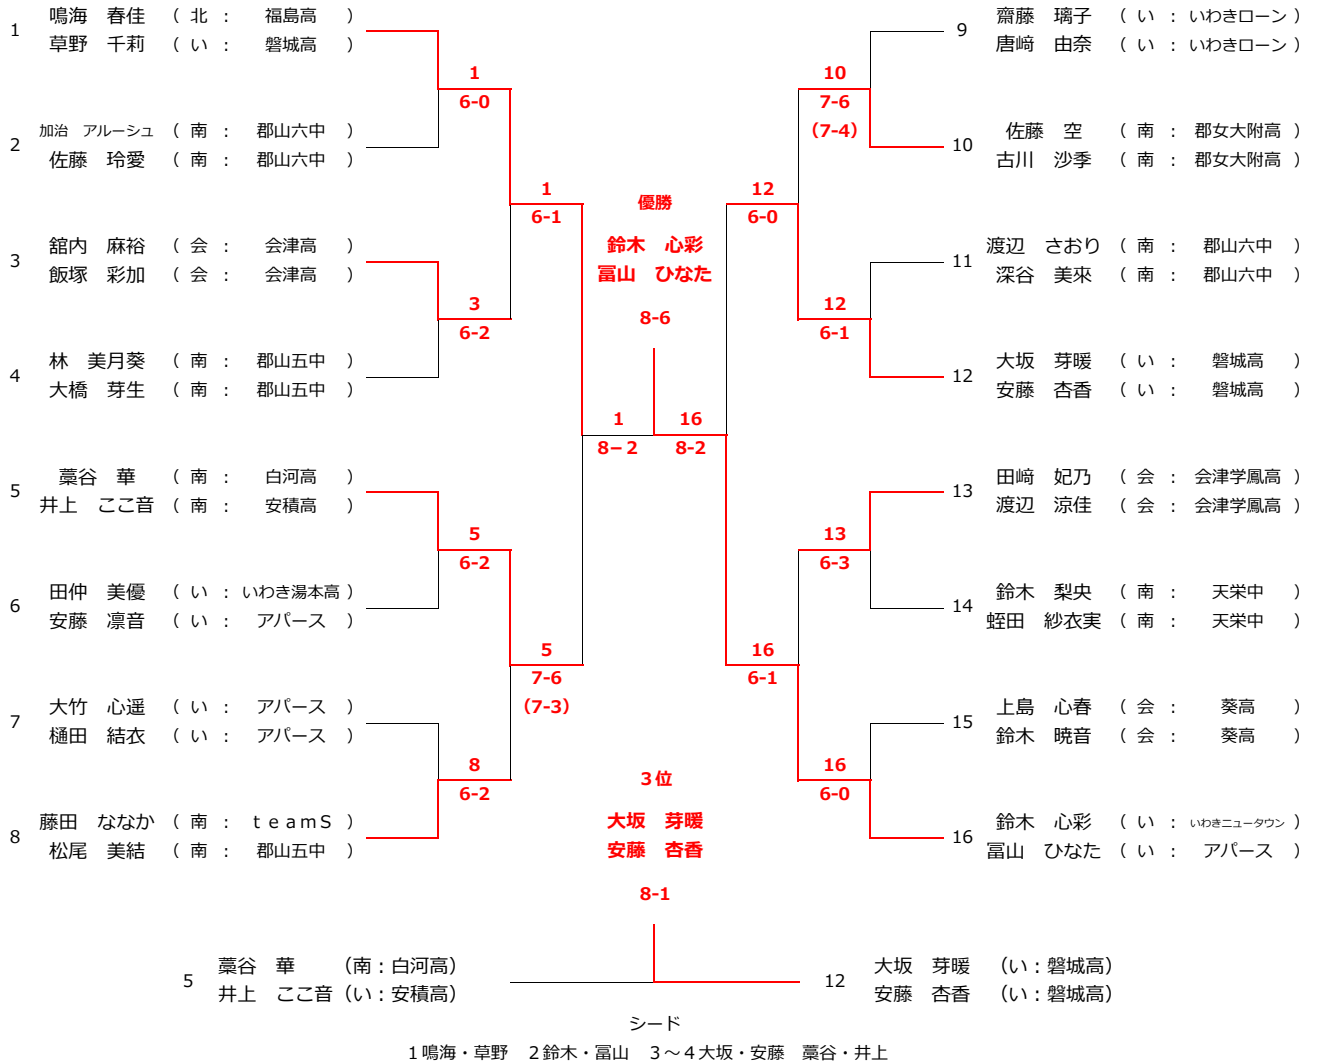 1 鳴海　春佳 （ 北 ： 福島高 ）
草野　千莉 （ い ： 磐城高 ）
2 加治　アルーシュ （ 南 ： 郡山六中 ）
佐藤　玲愛 （ 南 ： 郡山六中 ）
3 舘内　麻裕 （ 会 ： 会津高 ）
飯塚　彩加 （ 会 ： 会津高 ）
4 林　美月葵 （ 南 ： 郡山五中 ）
大橋　芽生 （ 南 ： 郡山五中 ）
5 藁谷　華 （ 南 ： 白河高 ）
井上　ここ音 （ 南 ： 安積高 ）
6 田仲　美優 （ い ： いわき湯本高 ）
安藤　凛音 （ い ： アパース ）
7 大竹　心遥 （ い ： アパース ）
樋田　結衣 （ い ： アパース ）
8 藤田　ななか （ 南 ： ｔｅａｍＳ ）
松尾　美結 （ 南 ： 郡山五中 ）
1
6-0
3
6-2
5
6-2
8
6-2
1
6-1
5
7-6
（7-3）
1
8－2
優勝
鈴木　心彩
冨山　ひなた
8-6
16
8-2
12
6-0
16
6-1
10
7-6
（7-4）
12
6-1
13
6-3
16
6-0
9 齋藤　璃子 （ い ： いわきローン ）
唐﨑　由奈 （ い ： いわきローン ）
10 佐藤　空 （ 南 ： 郡女大附高 ）
古川　沙季 （ 南 ： 郡女大附高 ）
11 渡辺　さおり （ 南 ： 郡山六中 ）
深谷　美來 （ 南 ： 郡山六中 ）
12 大坂　芽暖 （ い ： 磐城高 ）
安藤　杏香 （ い ： 磐城高 ）
13 田﨑　妃乃 （ 会 ： 会津学鳳高 ）
渡辺　涼佳 （ 会 ： 会津学鳳高 ）
14 鈴木　梨央 （ 南 ： 天栄中 ）
蛭田　紗衣実 （ 南 ： 天栄中 ）
15 上島　心春 （ 会 ： 葵高 ）
鈴木　暁音 （ 会 ： 葵高 ）
16 鈴木　心彩 （ い ： いわきニュータウン ）
冨山　ひなた （ い ： アパース ）
３位
大坂　芽暖
安藤　杏香
8-1
5 藁谷　華 （南：白河高）
井上　ここ音 （い：安積高）
12 大坂　芽暖 （い：磐城高）
安藤　杏香 （い：磐城高）
シード
１鳴海・草野　２鈴木・冨山　３～４大坂・安藤　藁谷・井上